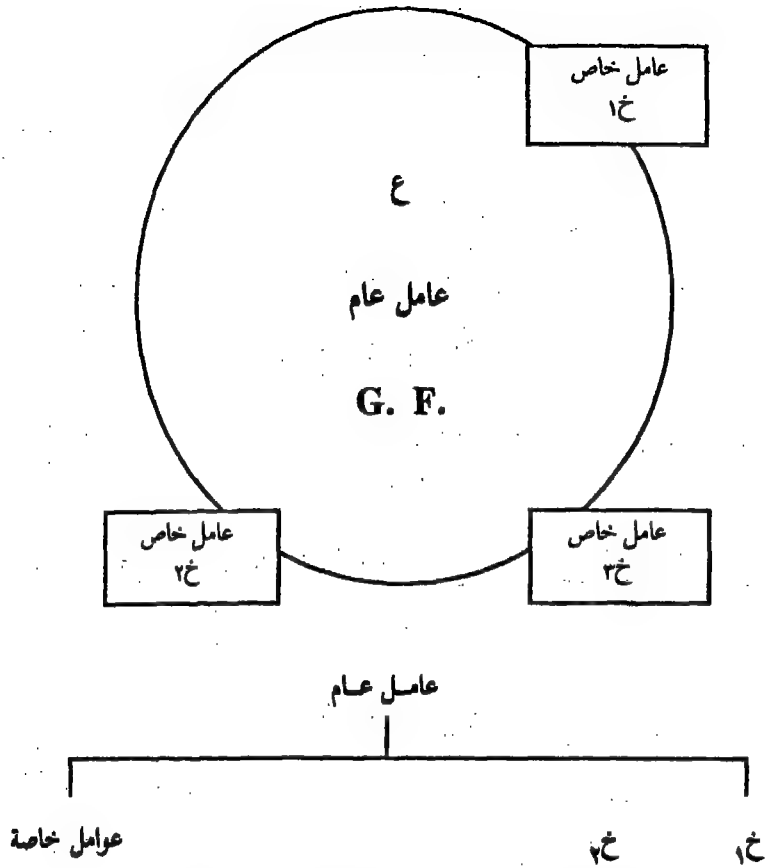 عامل خاص
خ١
ع
عامل عام
G. F.
عامل خاص
خ٣
عامل خاص
خ٢
عامل عام
خ١
خ٢
عوامل خاصة